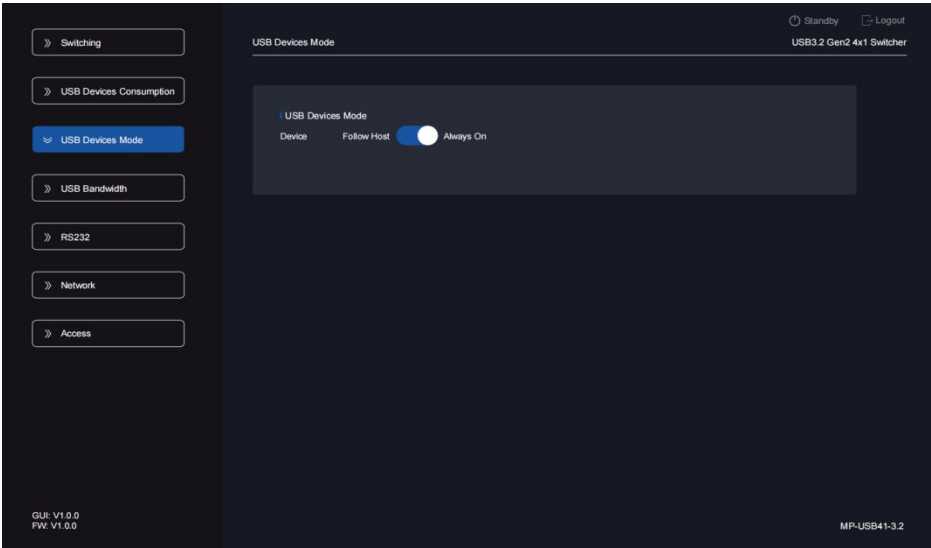 Standby Logout
Switching
USB Devices Mode
USB3.2 Gen2 4x1 Switcher
USB Devices Consumption
USB Devices Mode
USB Devices Mode
Device Follow Host Always On
USB Bandwidth
RS232
Network
Access
GUI: V1.0.0
FW: V1.0.0
MP-USB41-3.2